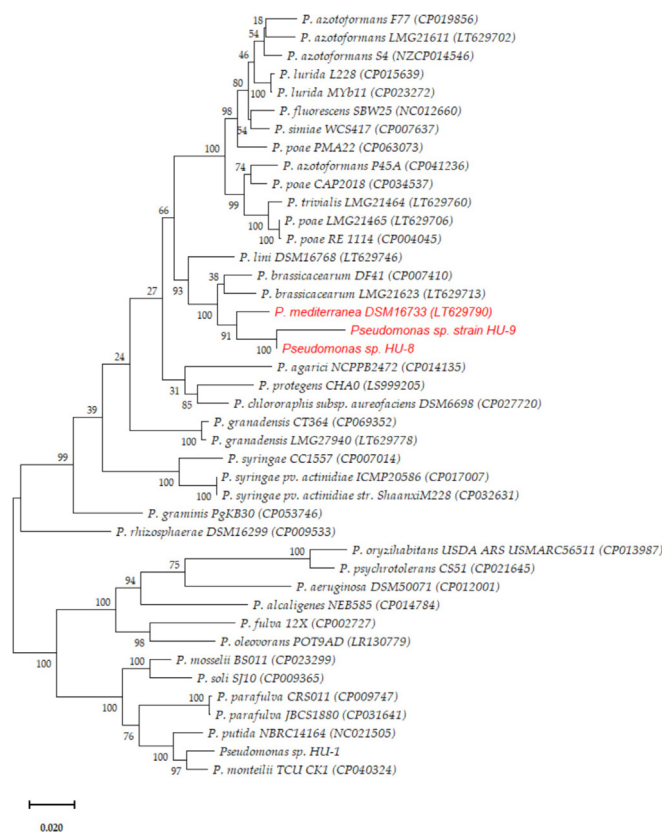 18
P. azotoformans F77 (CP019856)
54
P. azotoformans LMG21611 (LT629702)
46
P. azotoformans S4 (NZCP014546)
P. lurida L228 (CP015639)
80
100
P. lurida MYb11 (CP023272)
98
P. fluorescens SBW25 (NC012660)
54
P. simiae WCS417 (CP007637)
100
P. poae PMA22 (CP063073)
74
P. azotoformans P45A (CP041236)
P. poae CAP2018 (CP034537)
99
P. trivialis LMG21464 (LT629760)
66
P. poae LMG21465 (LT629706)
100
P. poae RE 1114 (CP004045)
P. lini DSM16768 (LT629746)
38
P. brassicacearum DF41 (CP007410)
27
93
P. brassicacearum LMG21623 (LT629713)
100
P. mediterranea DSM16733 (LT629790)
91
Pseudomonas sp. strain HU-9
100
Pseudomonas sp. HU-8
24
P. agarici NCPPB2472 (CP014135)
31
P. protegens CHA0 (LS999205)
85
P. chlororaphis subsp. aureofaciens DSM6698 (CP027720)
39
P. granadensis CT364 (CP069352)
100
P. granadensis LMG27940 (LT629778)
99
P. syringae CC1557 (CP007014)
100
P. syringae pv. actinidiae ICMP20586 (CP017007)
100
P. syringae pv. actinidiae str. ShaanxiM228 (CP032631)
P. graminis PgKB30 (CP053746)
P. rhizosphaerae DSM16299 (CP009533)
P. oryzihabitans USDA ARS USMARC56511 (CP013987)
75
100
P. psychrotolerans CS51 (CP021645)
94
P. aeruginosa DSM50071 (CP012001)
100
P. alcaligenes NEB585 (CP014784)
P. fulva 12X (CP002727)
98
P. oleovorans POT9AD (LR130779)
100
100
P. mosselii BS011 (CP023299)
P. soli SJ10 (CP009365)
100
100
P. parafulva CRS011 (CP009747)
P. parafulva JBCS1880 (CP031641)
76
P. putida NBRC14164 (NC021505)
100
Pseudomonas sp. HU-1
97
P. monteilii TCU CK1 (CP040324)
0.020